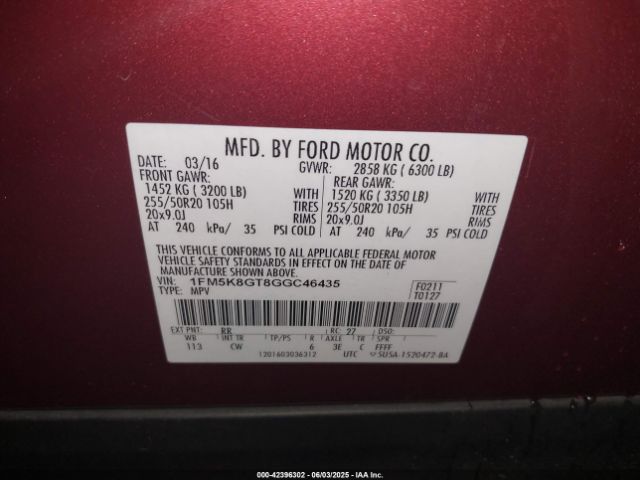 MFD. BY FORD MOTOR CO.
DATE: 03/16 GVWR: 2858 KG ( 6300 LB)
FRONT GAWR: REAR GAWR:
1452 KG ( 3200 LB) WITH 1520 KG ( 3350 LB) WITH
255/50R20 105H TIRES 255/50R20 105H TIRES
20x9.0J RIMS 20x9.0J RIMS
AT 240 kPa/ 35 PSI COLD AT 240 kPa/ 35 PSI COLD
THIS VEHICLE CONFORMS TO ALL APPLICABLE FEDERAL MOTOR
VEHICLE SAFETY STANDARDS IN EFFECT ON THE DATE OF
MANUFACTURE SHOWN ABOVE.
VIN: 1FM5K8GT8GGC46435 F0211
TYPE: MPV T0127
EXT PNT: RR RC: 27 DSO:
WB INT TR TP/PS R AXLE TR SPR
113 CW 6 3E C FFFF
1201603036312 UTC SU5A-1520472-BA
000-42396302 - 06/03/2025 - IAA Inc.